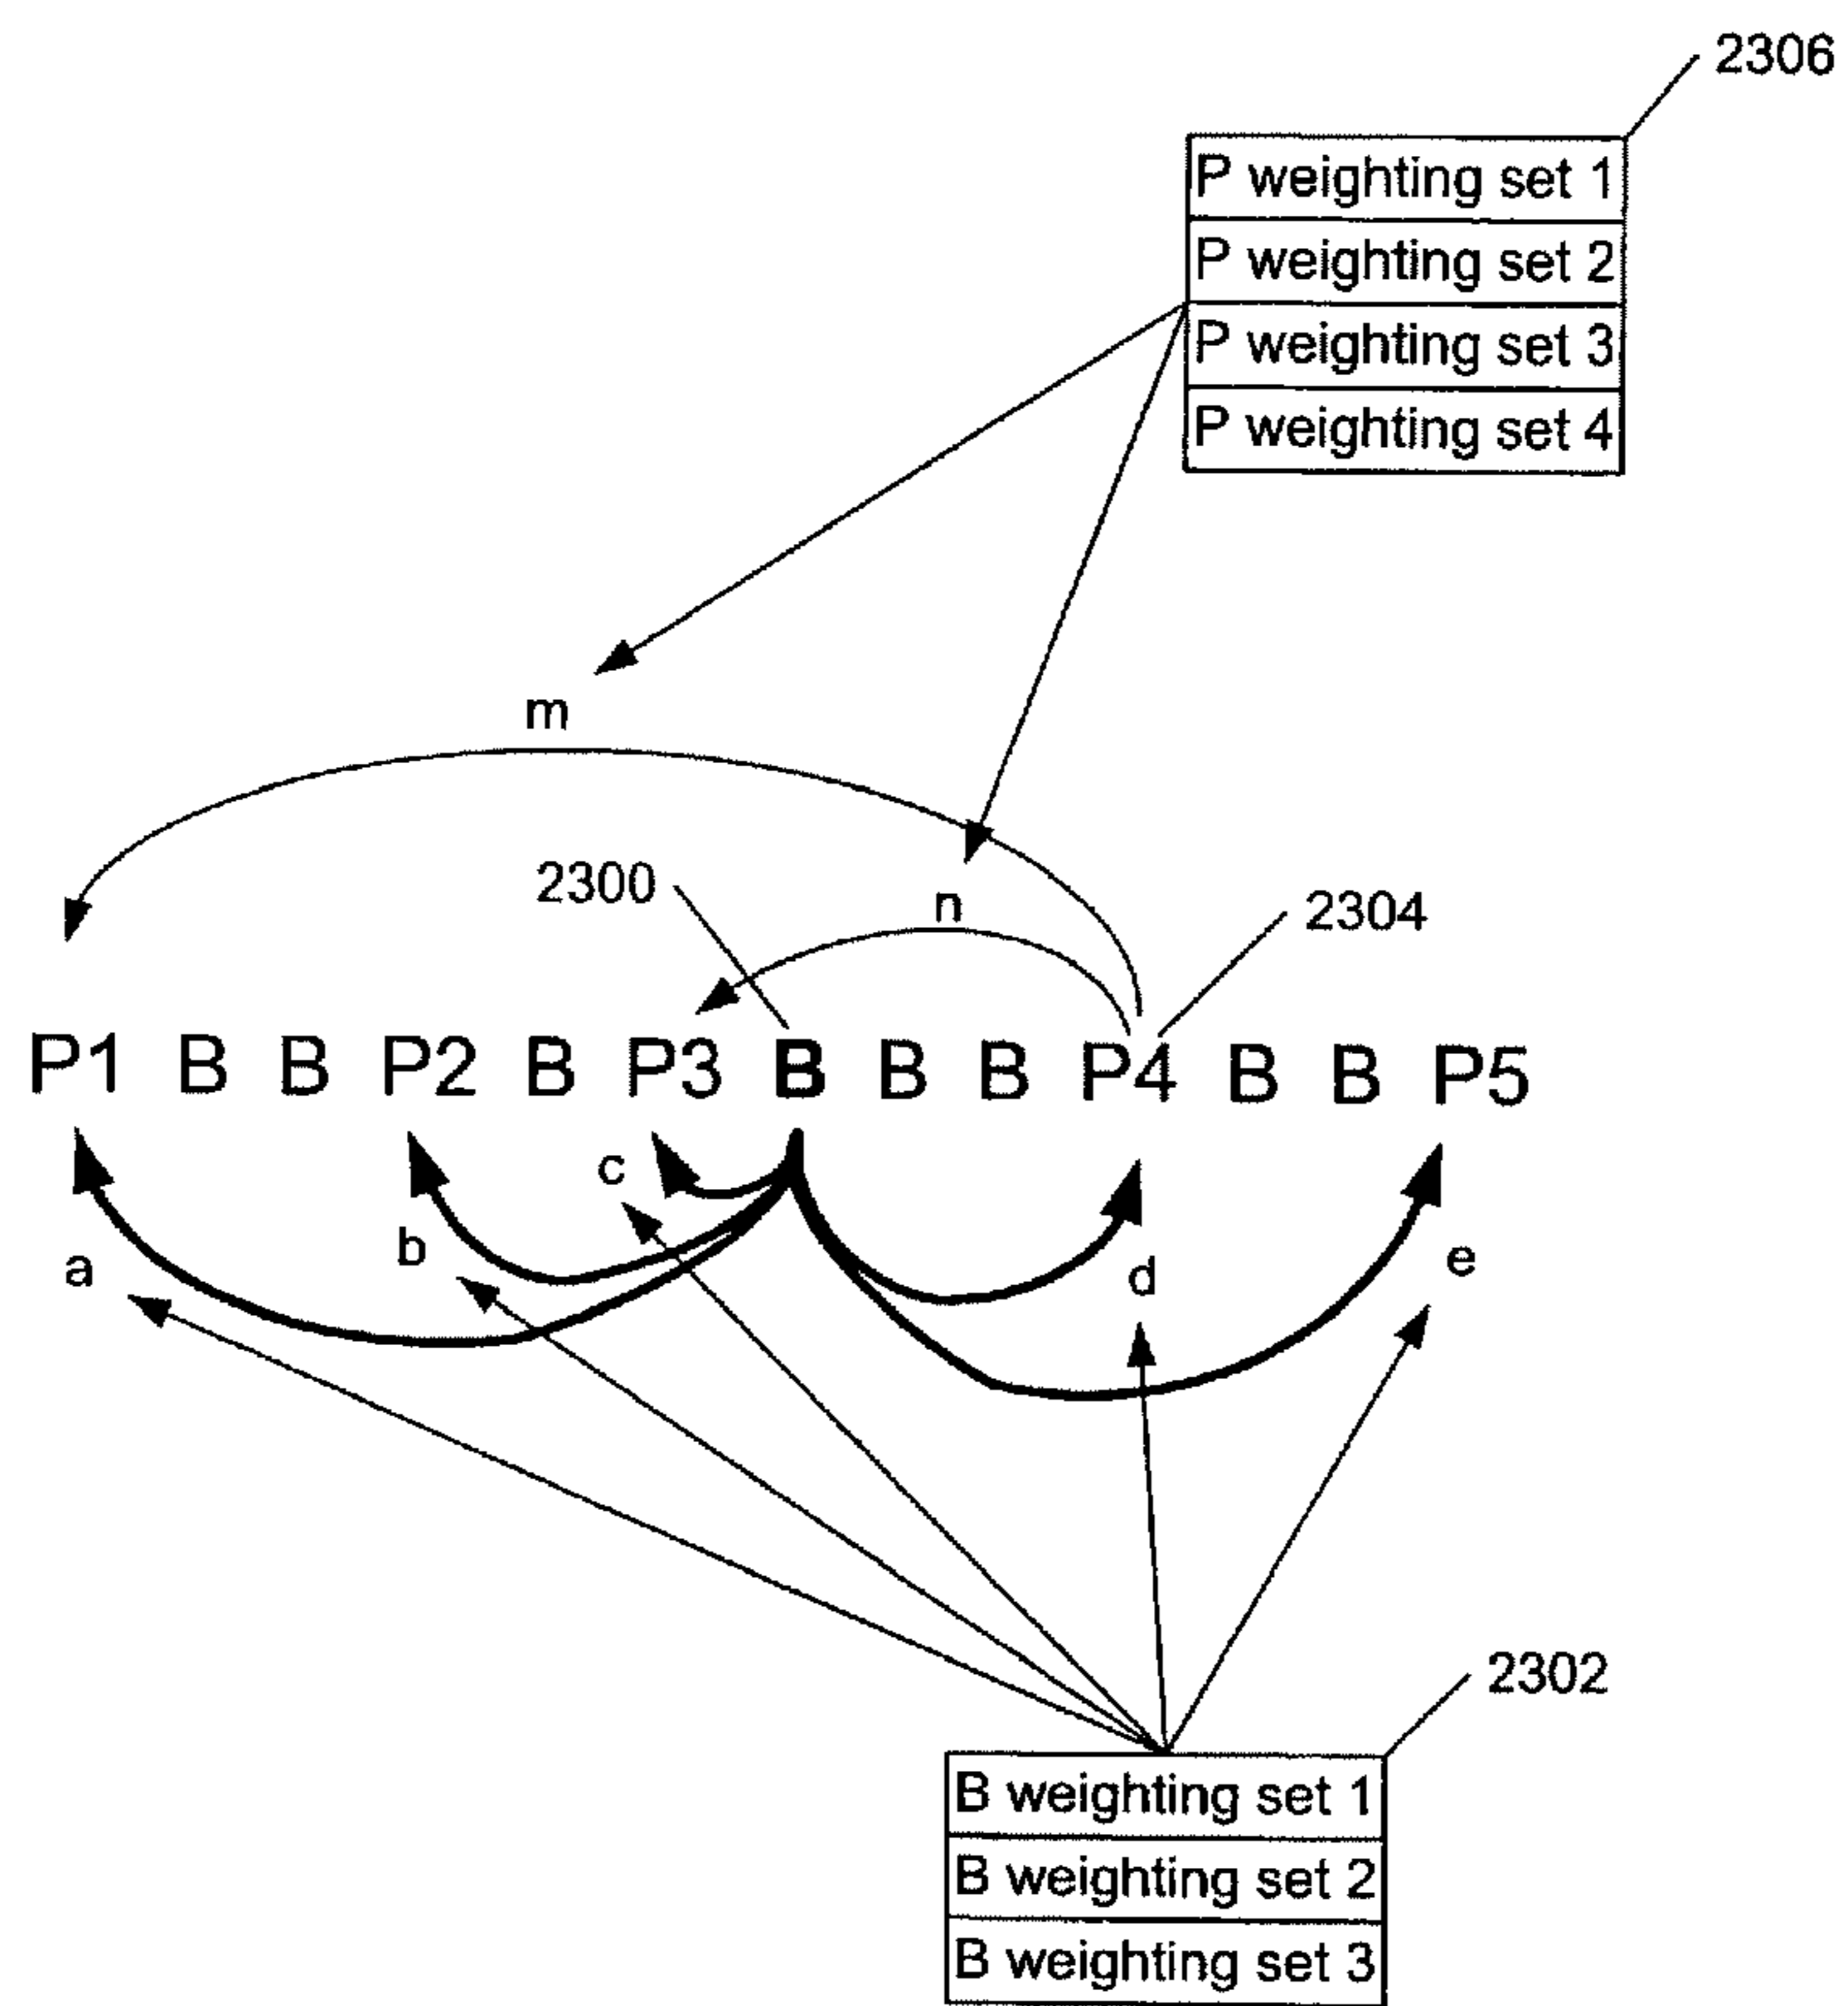 2306
P weighting set 1
P weighting set 2
P weighting set 3
P weighting set 4
m
2300
n
2304
P1 B B P2 B P3 B B B P4 B B P5
c
a
b
d
e
2302
B weighting set 1
B weighting set 2
B weighting set 3